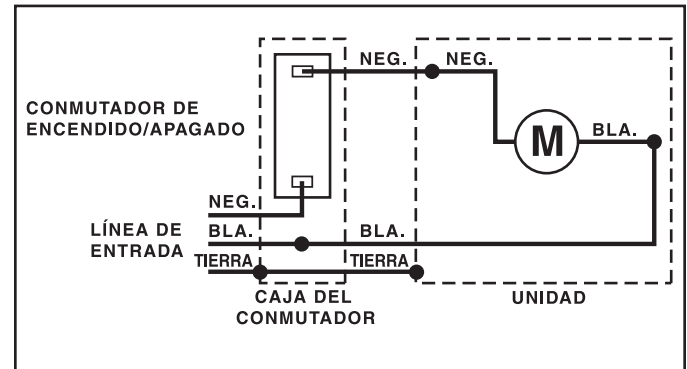 NEG. NEG.
CONMUTADOR DE
ENCENDIDO/APAGADO
M
BLA.
NEG.
LÍNEA DE
ENTRADA
BLA. BLA.
TIERRA TIERRA
CAJA DEL
CONMUTADOR
UNIDAD